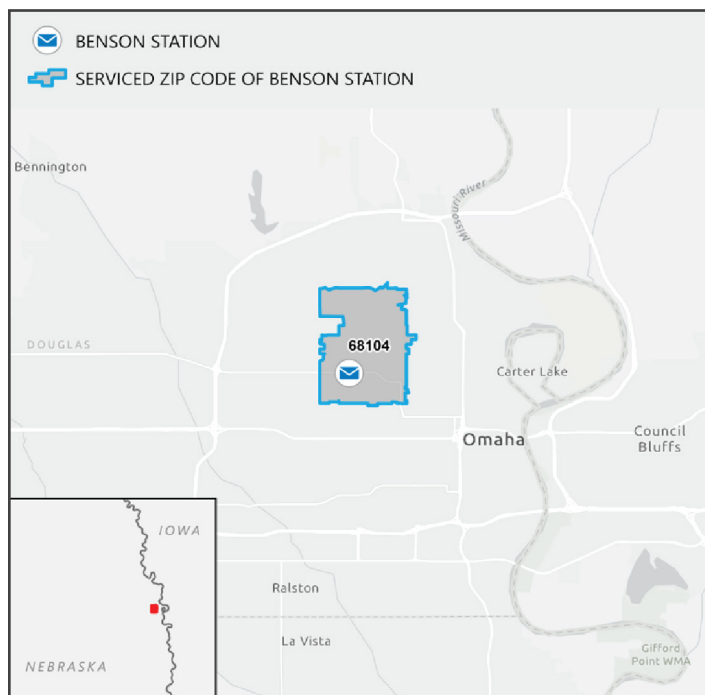 BENSON STATION
SERVICED ZIP CODE OF BENSON STATION
Bennington
Missouri River
DOUGLAS
68104
Carter Lake
Omaha
Council
Bluffs
IOWA
Ralston
La Vista
NEBRASKA
Gifford
Point WMA